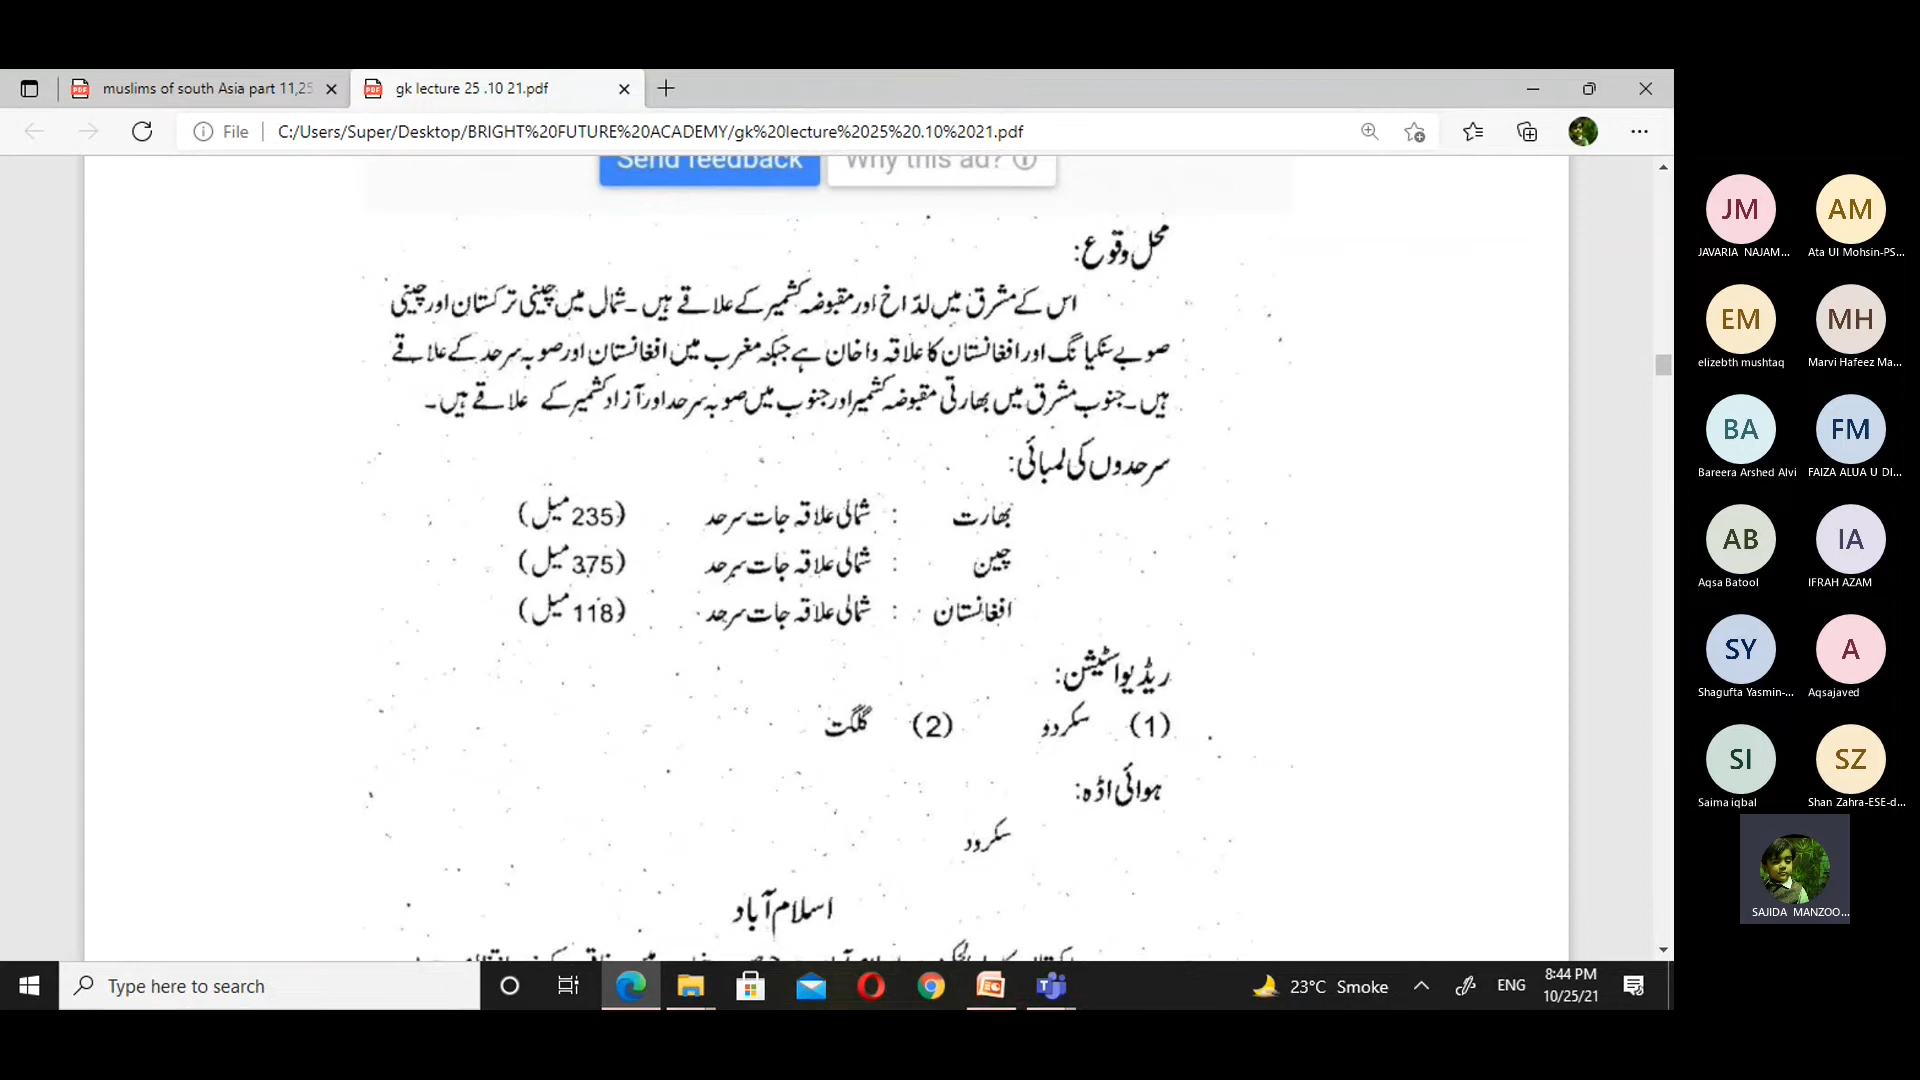 muslims of south Asia part 11,25
gk lecture 25 .10 21.pdf
File
C:/Users/Super/Desktop/BRIGHT%20FUTURE%20ACADEMY/gk%20lecture%2025%20.10%2021.pdf
Send feedback
Why this ad?
محل وقوع:
اس کے مشرق میں لداخ اور مقبوضہ کشمیر کے علاقے ہیں۔ شمال میں چینی ترکستان اور چینی
صوبے سنکیانگ اور افغانستان کا علاقہ واخان ہے جبکہ مغرب میں افغانستان اور صوبہ سرحد کے علاقے
ہیں۔ جنوب مشرق میں بھارتی مقبوضہ کشمیر اور جنوب میں صوبہ سرحد اور آزاد کشمیر کے علاقے ہیں۔
سرحدوں کی لمبائی:
بھارت : شمالی علاقہ جات سرحد (235 میل)
چین : شمالی علاقہ جات سرحد (375 میل)
افغانستان : شمالی علاقہ جات سرحد (118 میل)
ریڈیو اسٹیشن:
(1) سکردو (2) گلگت
ہوائی اڈہ:
سکرود
اسلام آباد
JM
JAVARIA NAJAM...
AM
Ata Ul Mohsin-PS...
EM
elizebth mushtaq
MH
Marvi Hafeez Ma...
BA
Bareera Arshed Alvi
FM
FAIZA ALUA U DI...
AB
Aqsa Batool
IA
IFRAH AZAM
SY
Shagufta Yasmin-...
A
Aqsajaved
SI
Saima iqbal
SZ
Shan Zahra-ESE-d...
SAJIDA MANZOO...
Type here to search
23°C Smoke
ENG
8:44 PM
10/25/21